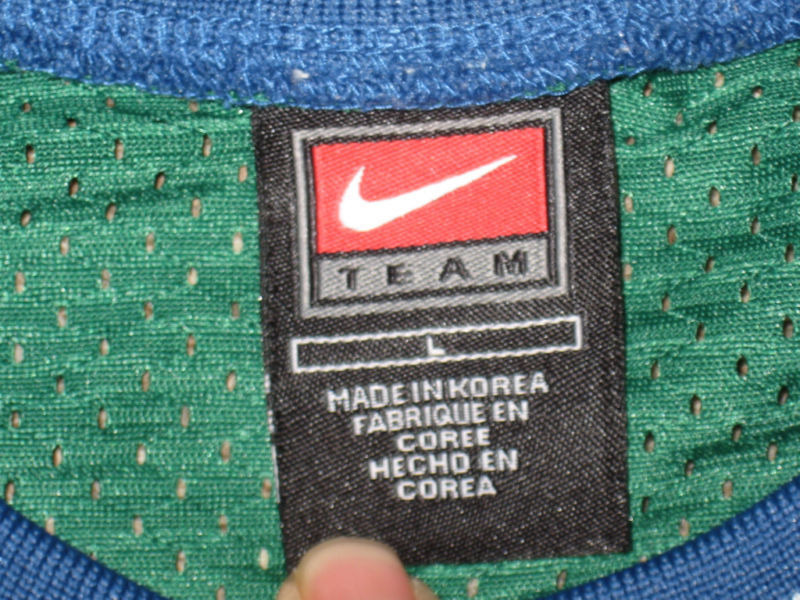 TEAM
L
MADE IN KOREA
FABRIQUE EN
COREE
HECHO EN
COREA